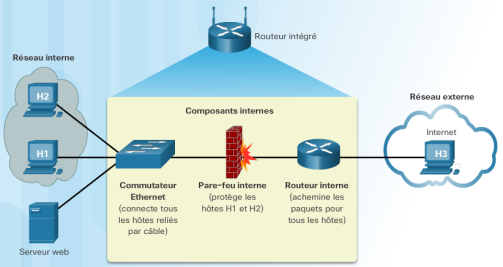 Routeur intégré
Réseau interne
H2
H1
Serveur web
Composants internes
Commutateur
Ethernet
(connecte tous
les hôtes reliés
par câble)
Pare-feu interne
(protège les
hôtes H1 et H2)
Routeur interne
(achemine les
paquets pour
tous les hôtes)
Réseau externe
Internet
H3